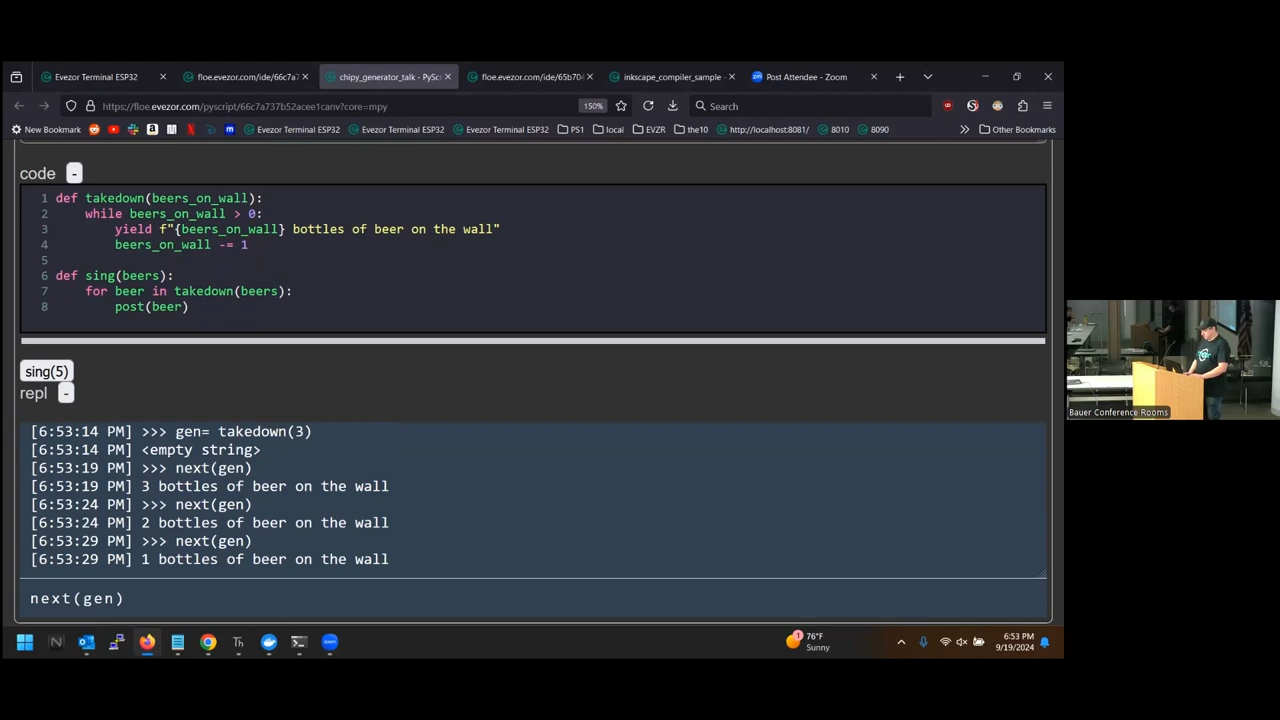 Evezor Terminal ESP32
floe.evezor.com/ide/66c7a7
chipy_generator_talk - PyScr
floe.evezor.com/ide/65b704
inkscape_compiler_sample -
Post Attendee - Zoom
https://floe.evezor.com/pyscript/66c7a737b52acee1canv?core=mpy
150%
Search
New Bookmark
Evezor Terminal ESP32
Evezor Terminal ESP32
Evezor Terminal ESP32
PS1
local
EVZR
the10
http://localhost:8081/
8010
8090
Other Bookmarks
code -
1 def takedown(beers_on_wall):
2 while beers_on_wall > 0:
3 yield f"{beers_on_wall} bottles of beer on the wall"
4 beers_on_wall -= 1
5
6 def sing(beers):
7 for beer in takedown(beers):
8 post(beer)
sing(5)
repl -
[6:53:14 PM] >>> gen= takedown(3)
[6:53:14 PM] <empty string>
[6:53:19 PM] >>> next(gen)
[6:53:19 PM] 3 bottles of beer on the wall
[6:53:24 PM] >>> next(gen)
[6:53:24 PM] 2 bottles of beer on the wall
[6:53:29 PM] >>> next(gen)
[6:53:29 PM] 1 bottles of beer on the wall
next(gen)
Bauer Conference Rooms
76°F
Sunny
6:53 PM
9/19/2024